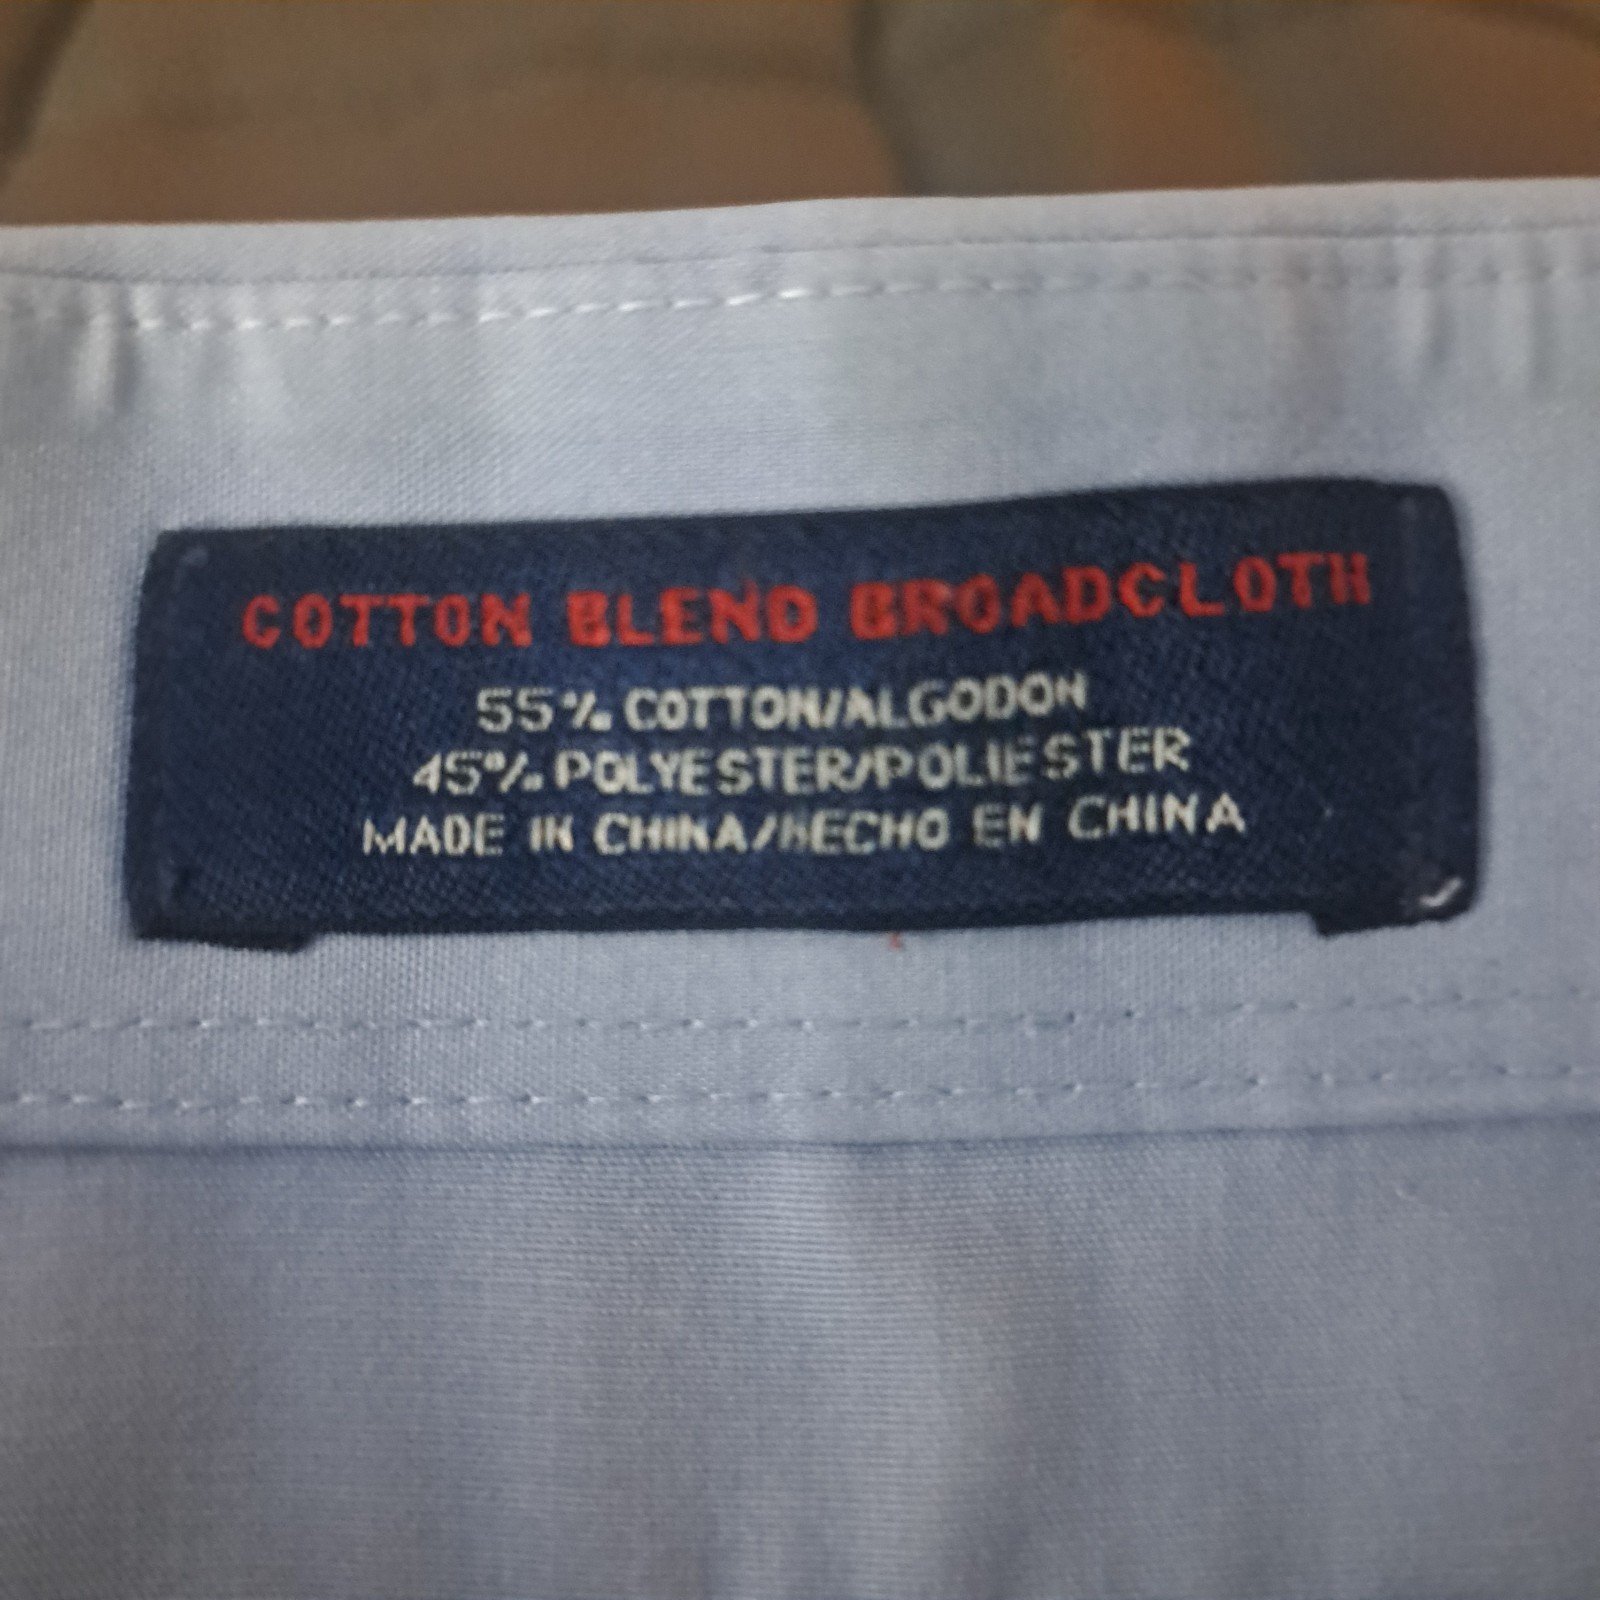 COTTON BLEND BROADCLOTH
55% COTTON/ALGODON
45% POLYESTER/POLIESTER
MADE IN CHINA/HECHO EN CHINA